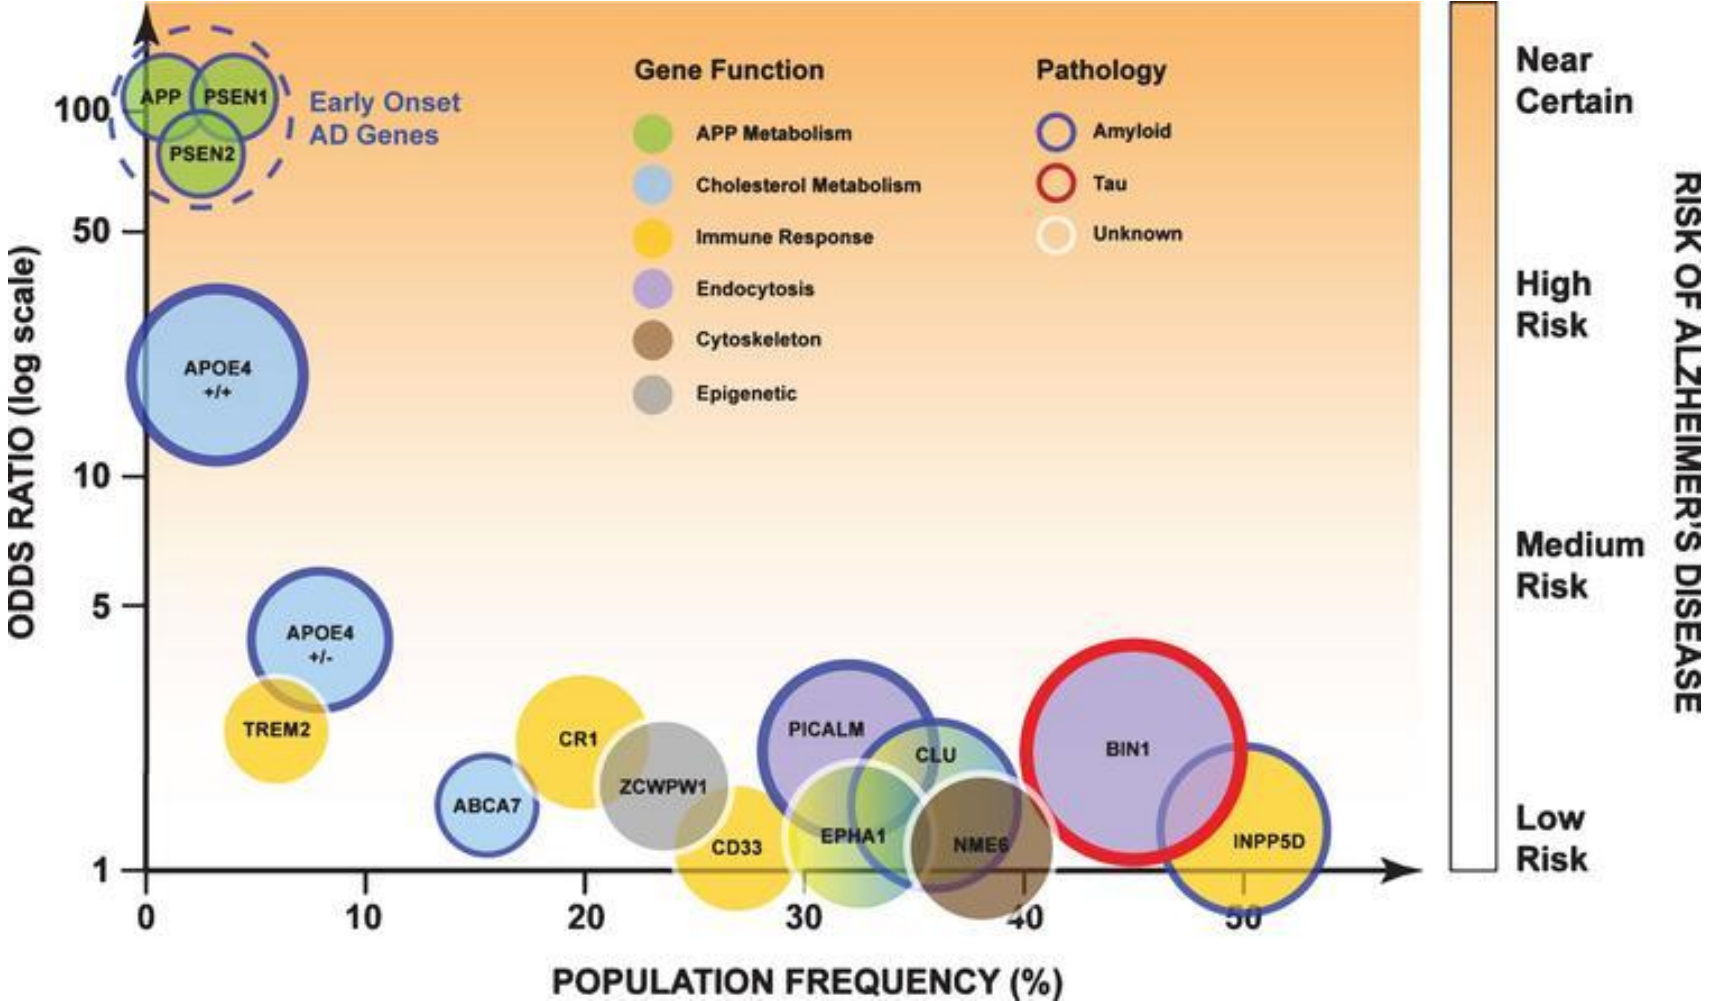 ODDS RATIO (log scale)
100
50
10
5
1
APP
PSEN1
PSEN2
Early Onset
AD Genes
APOE4
+/+
APOE4
+/-
TREM2
ABCA7
CR1
ZCWPW1
CD33
PICALM
CLU
EPHA1
NME6
BIN1
INPP5D
Gene Function
APP Metabolism
Cholesterol Metabolism
Immune Response
Endocytosis
Cytoskeleton
Epigenetic
Pathology
Amyloid
Tau
Unknown
0
10
20
30
40
50
POPULATION FREQUENCY (%)
Near
Certain
High
Risk
Medium
Risk
Low
Risk
RISK OF ALZHEIMER'S DISEASE